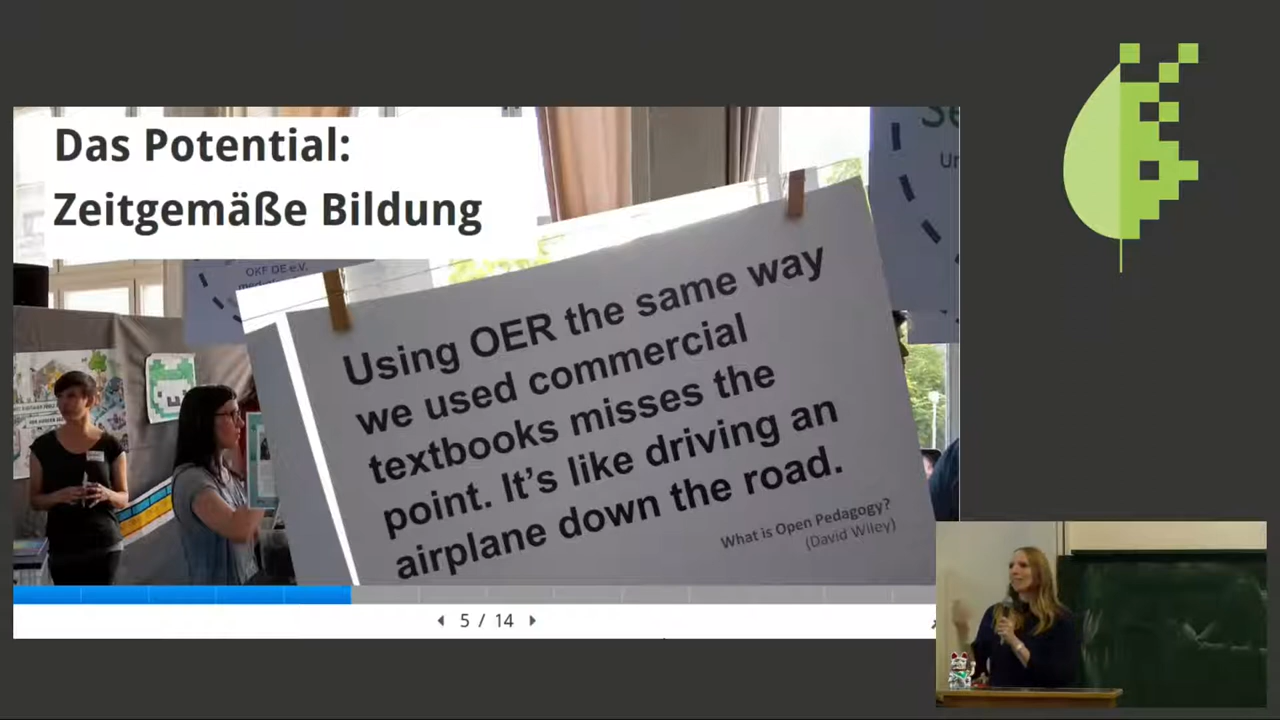 Das Potential:
Zeitgemäße Bildung
OKF DE e.V.
Using OER the same way
we used commercial
textbooks misses the
point. It's like driving an
airplane down the road.
What is Open Pedagogy?
(David Wiley)
5 / 14